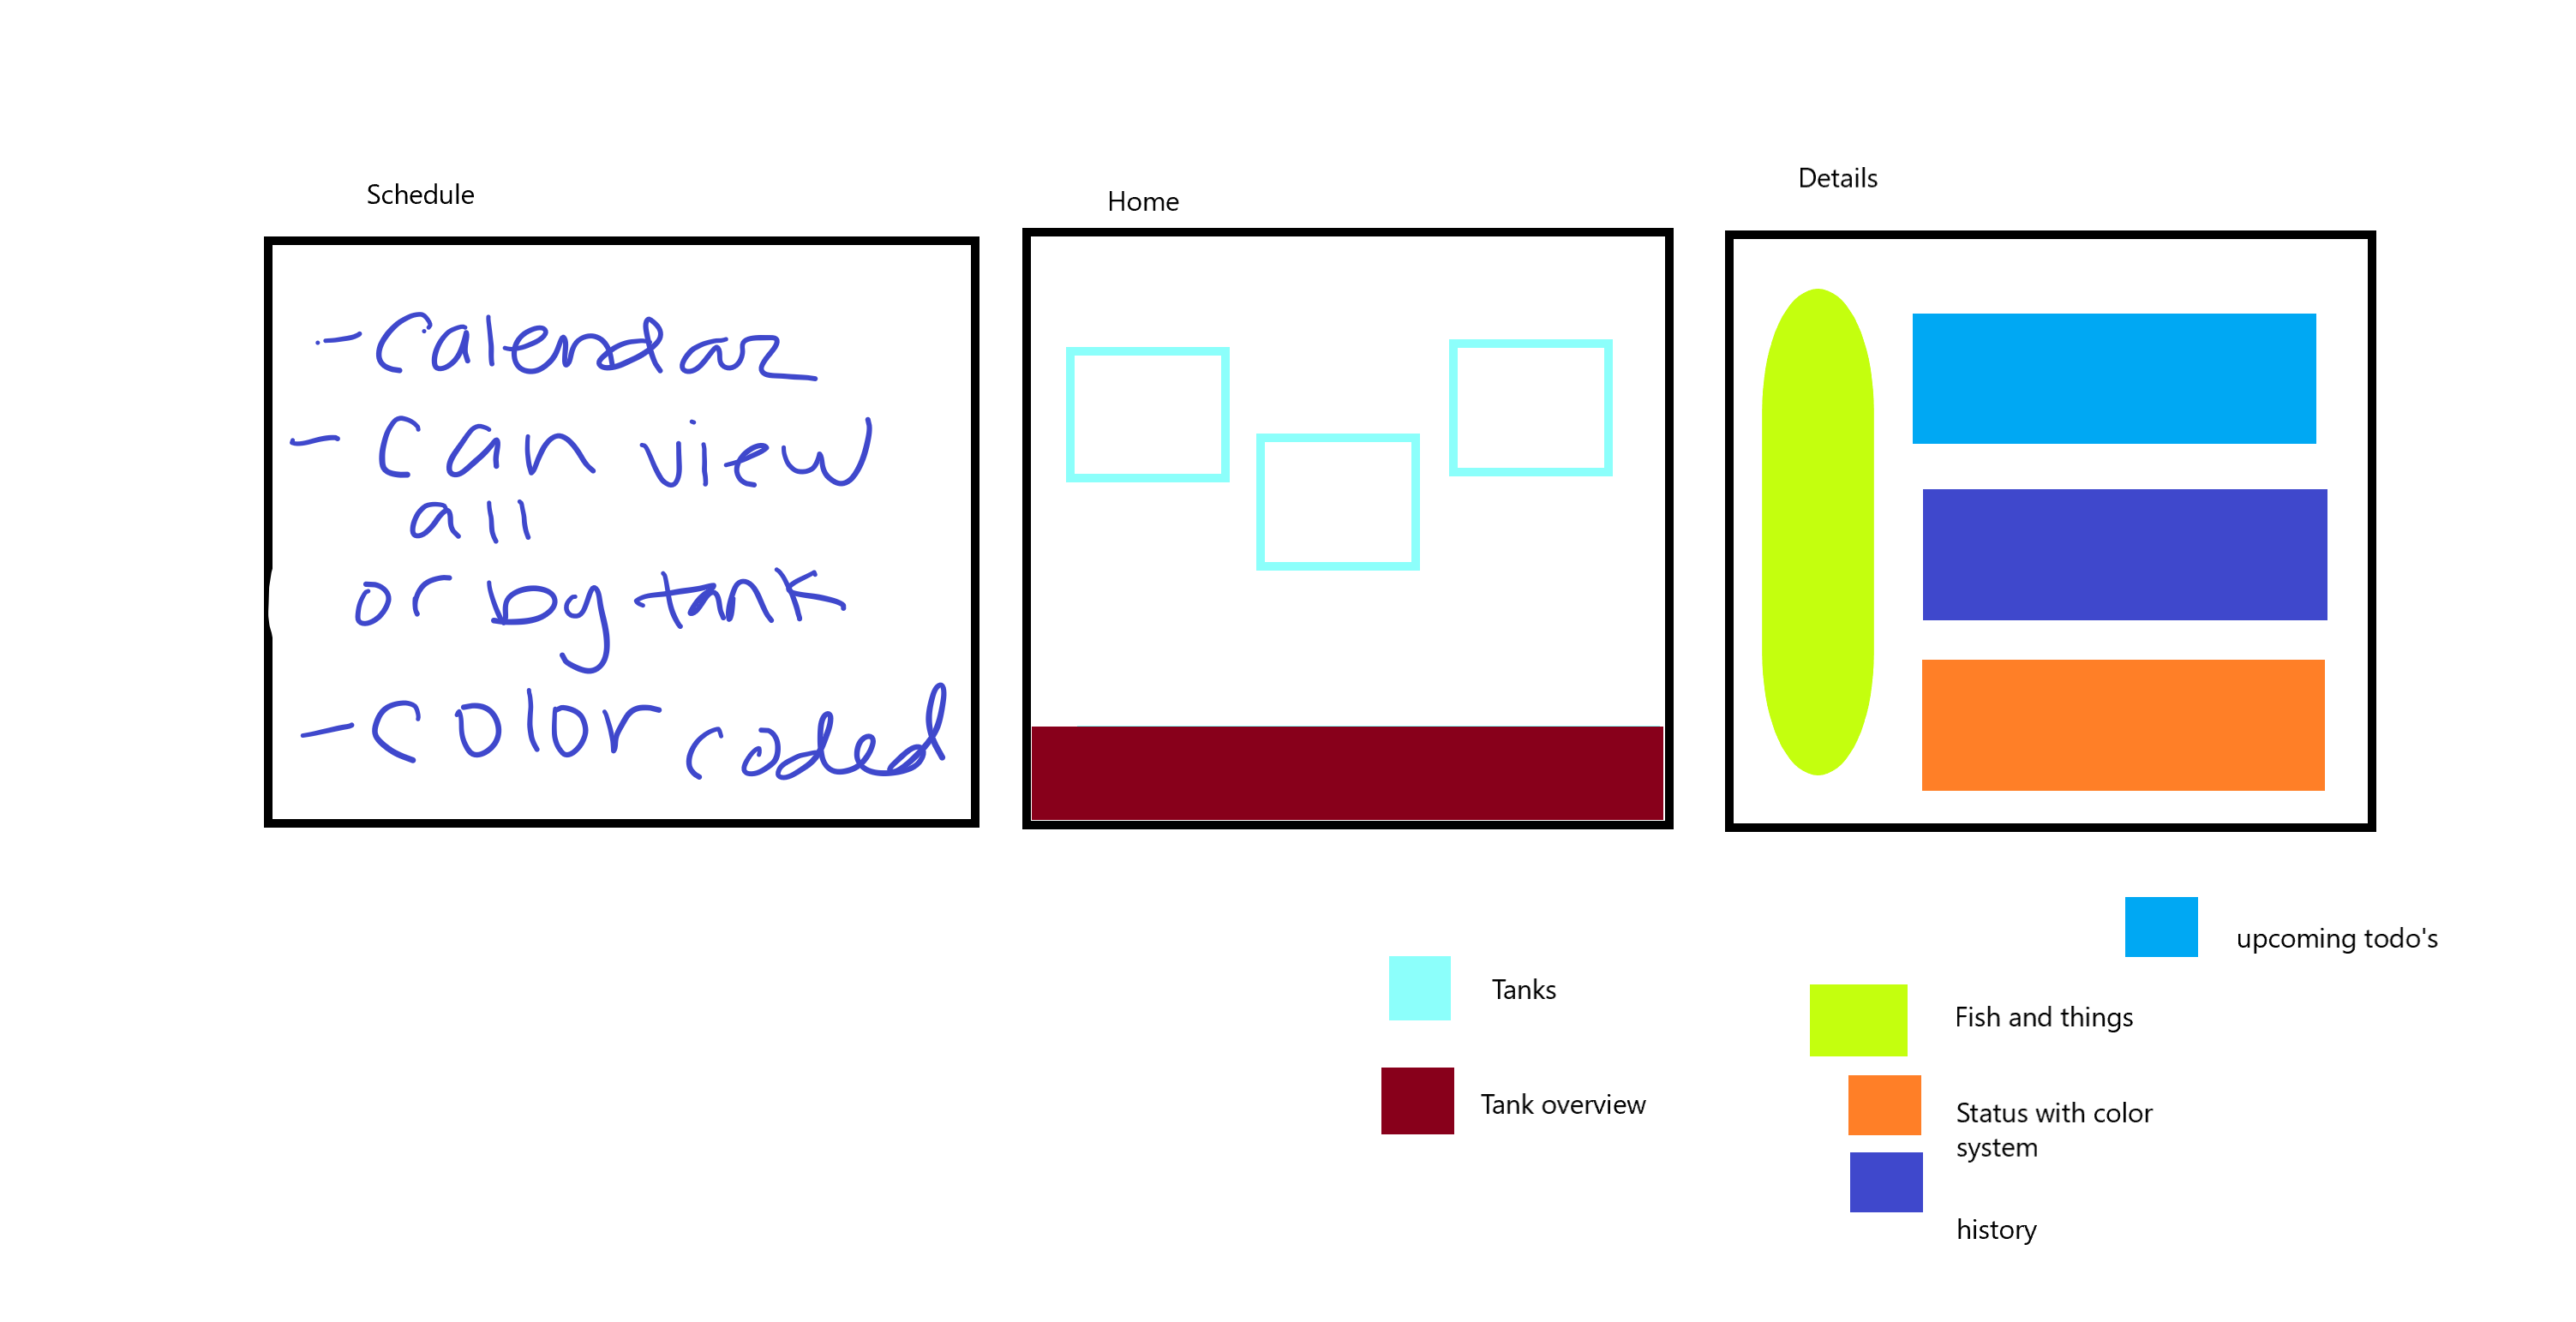 Schedule
- Calendar
- Can view
all
or by tank
- Color coded
Home
Details
Tanks
Tank overview
upcoming todo's
Fish and things
Status with color
system
history